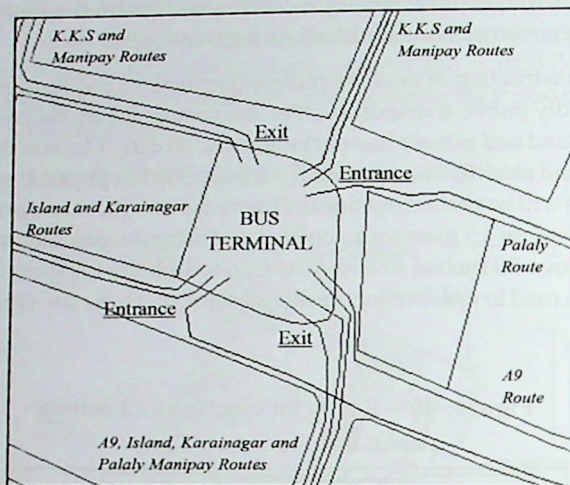 K.K.S and
Manipay Routes
K.K.S and
Manipay Routes
Exit
Entrance
Island and Karainagar
Routes
BUS
TERMINAL
Palaly
Route
Entrance
Exit
A9
Route
A9, Island, Karainagar and
Palaly Manipay Routes